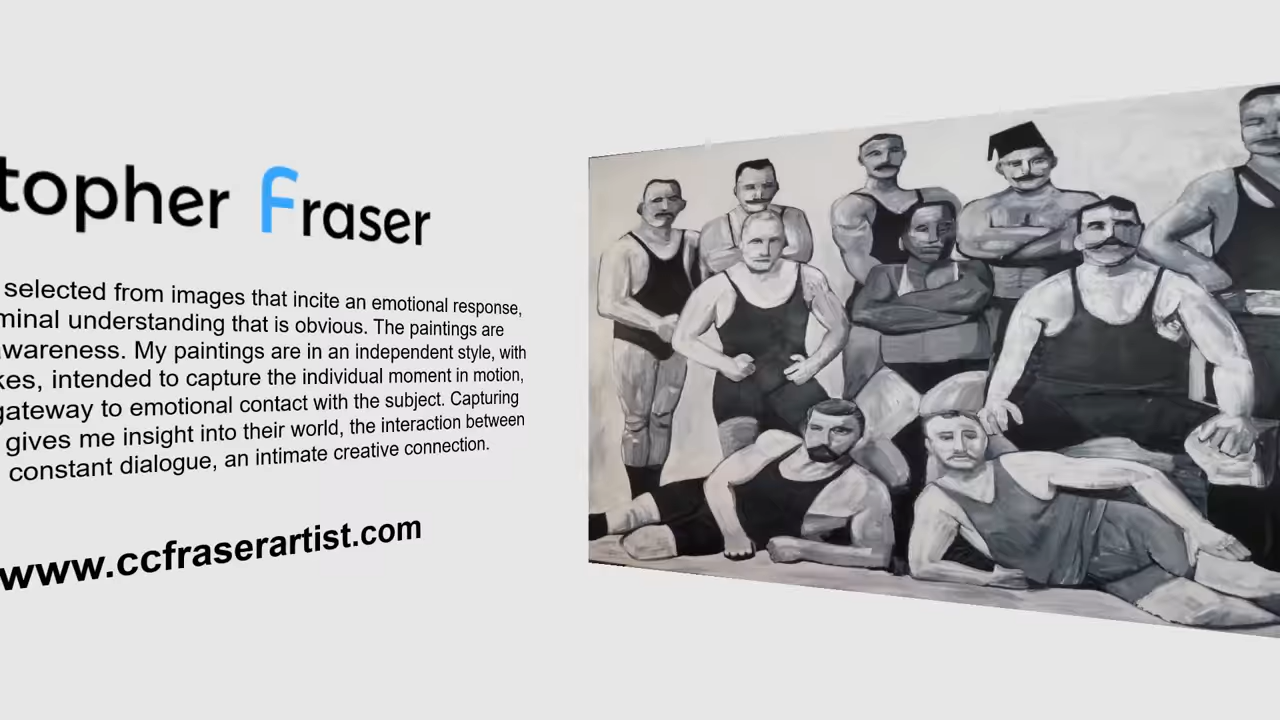 topher Fraser
selected from images that incite an emotional response,
minal understanding that is obvious. The paintings are
wareness. My paintings are in an independent style, with
kes, intended to capture the individual moment in motion,
gateway to emotional contact with the subject. Capturing
gives me insight into their world, the interaction between
constant dialogue, an intimate creative connection.
www.ccfraserartist.com